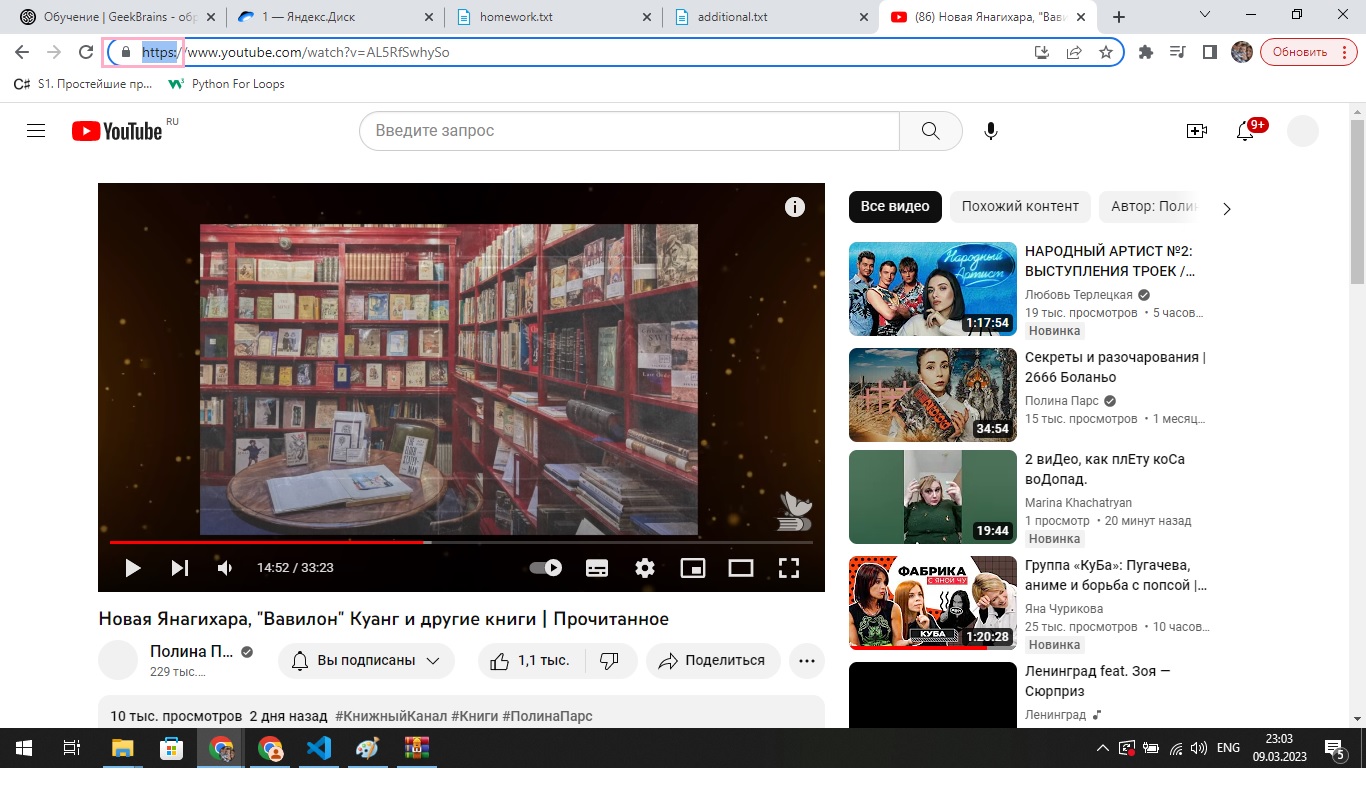 Обучение | GeekBrains - обр
1 — Яндекс.Диск
homework.txt
additional.txt
(86) Новая Янагихара, "Вави
https://www.youtube.com/watch?v=AL5RfSwhySo
Обновить
C# S1. Простейшие пр...
Python For Loops
YouTube RU
Введите запрос
9+
Все видео
Похожий контент
Автор: Полин
Народный Артист
1:17:54
НАРОДНЫЙ АРТИСТ №2:
ВЫСТУПЛЕНИЯ ТРОЕК /...
Любовь Терлецкая
19 тыс. просмотров • 5 часов...
Новинка
34:54
Секреты и разочарования |
2666 Боланьо
Полина Парс
15 тыс. просмотров • 1 месяц...
19:44
2 виДео, как плЕту коСа
воДопад.
Marina Khachatryan
1 просмотр • 20 минут назад
Новинка
ФАБРИКА
С ЯНОЙ ЧУ
КУБА
1:20:28
Группа «КуБа»: Пугачева,
аниме и борьба с попсой |...
Яна Чурикова
25 тыс. просмотров • 10 часов...
Новинка
Ленинград feat. Зоя —
Сюрприз
Ленинград
14:52 / 33:23
Новая Янагихара, "Вавилон" Куанг и другие книги | Прочитанное
Полина П...
229 тыс....
Вы подписаны
1,1 тыс.
Поделиться
10 тыс. просмотров 2 дня назад #КнижныйКанал #Книги #ПолинаПарс
ENG
23:03
09.03.2023
5